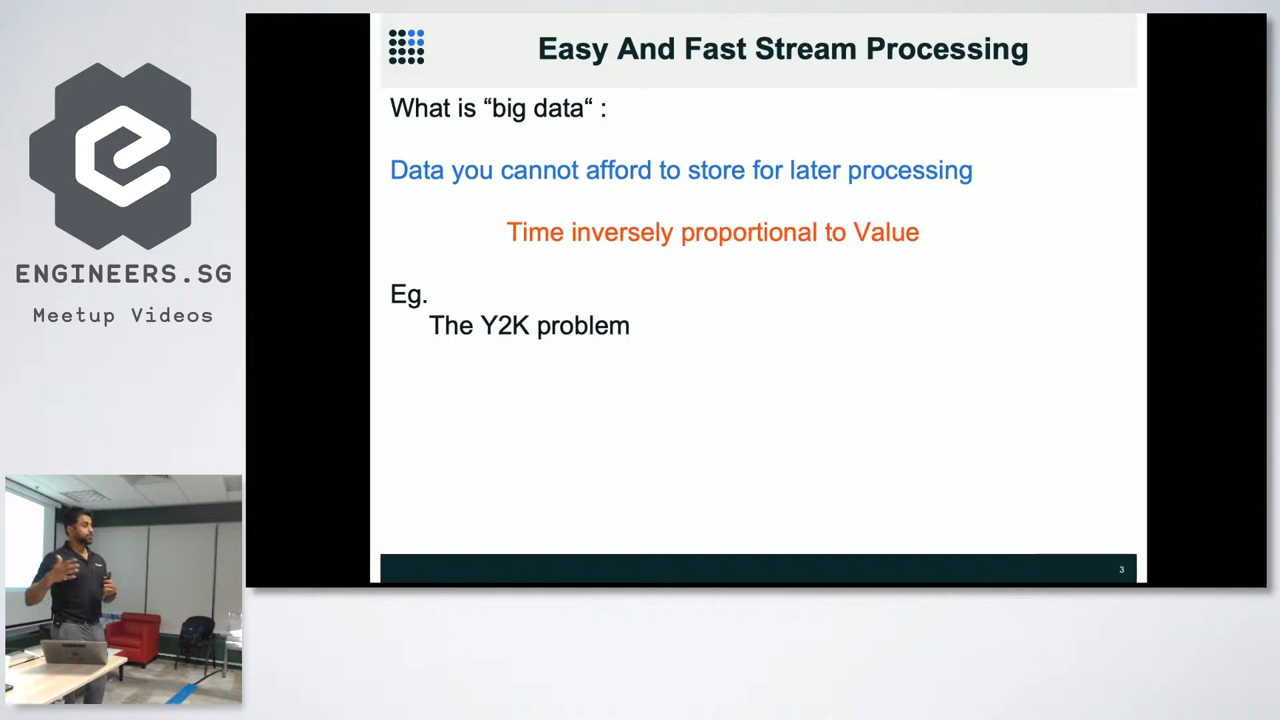 Easy And Fast Stream Processing
What is “big data“ :
Data you cannot afford to store for later processing
Time inversely proportional to Value
Eg.
The Y2K problem
3
ENGINEERS.SG
Meetup Videos